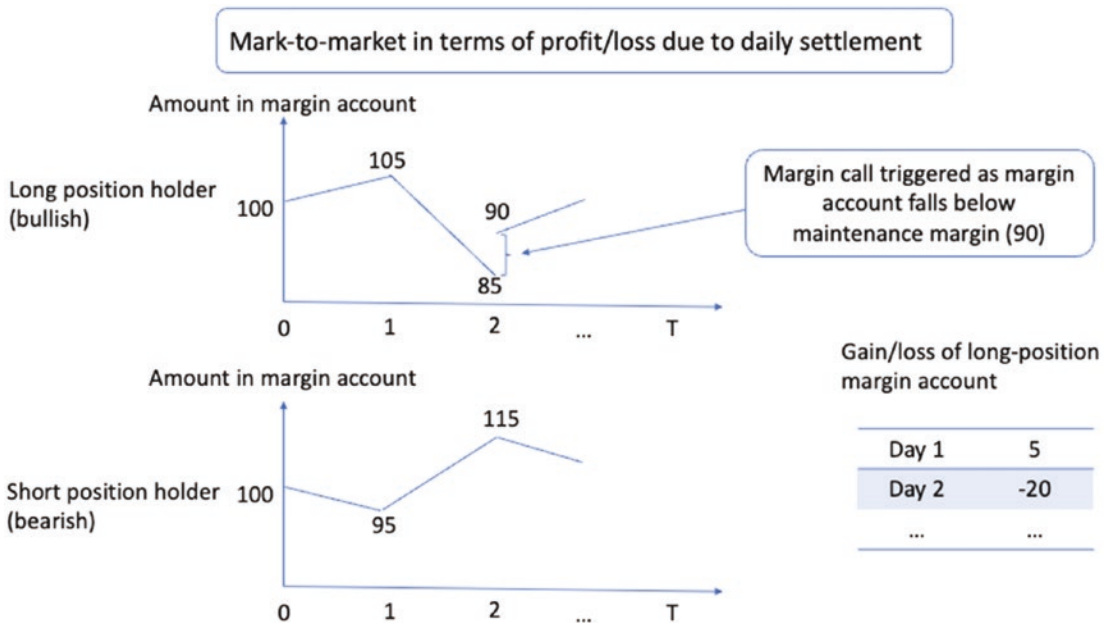 Mark-to-market in terms of profit/loss due to daily settlement
Amount in margin account
Long position holder
(bullish)
100
105
90
85
0 1 2 ... T
Margin call triggered as margin
account falls below
maintenance margin (90)
Amount in margin account
Short position holder
(bearish)
100
95
115
0 1 2 ... T
Gain/loss of long-position
margin account
Day 1 5
Day 2 -20
... ...